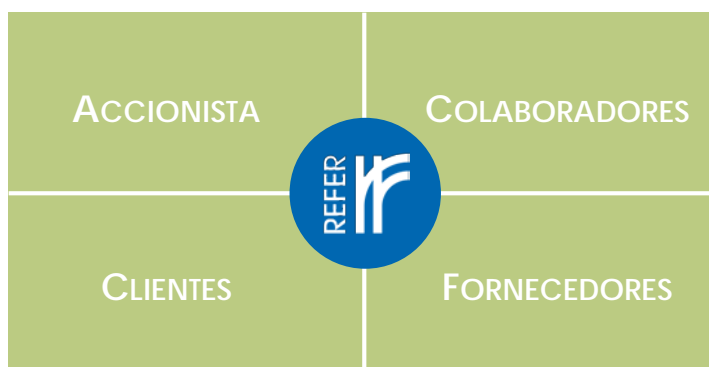 ACCIONISTA
COLABORADORES
REFER
CLIENTES
FORNECEDORES